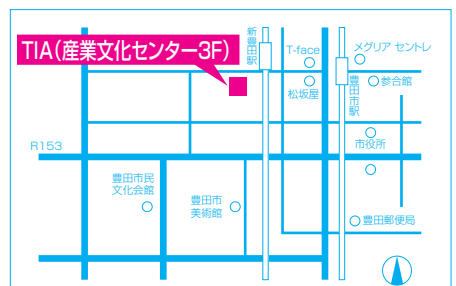 TIA(産業文化センター3F)
新豊田駅
T-face
メグリア セントレ
松坂屋
豊田市駅
参合館
R153
市役所
豊田市民
文化会館
豊田市
美術館
豊田郵便局